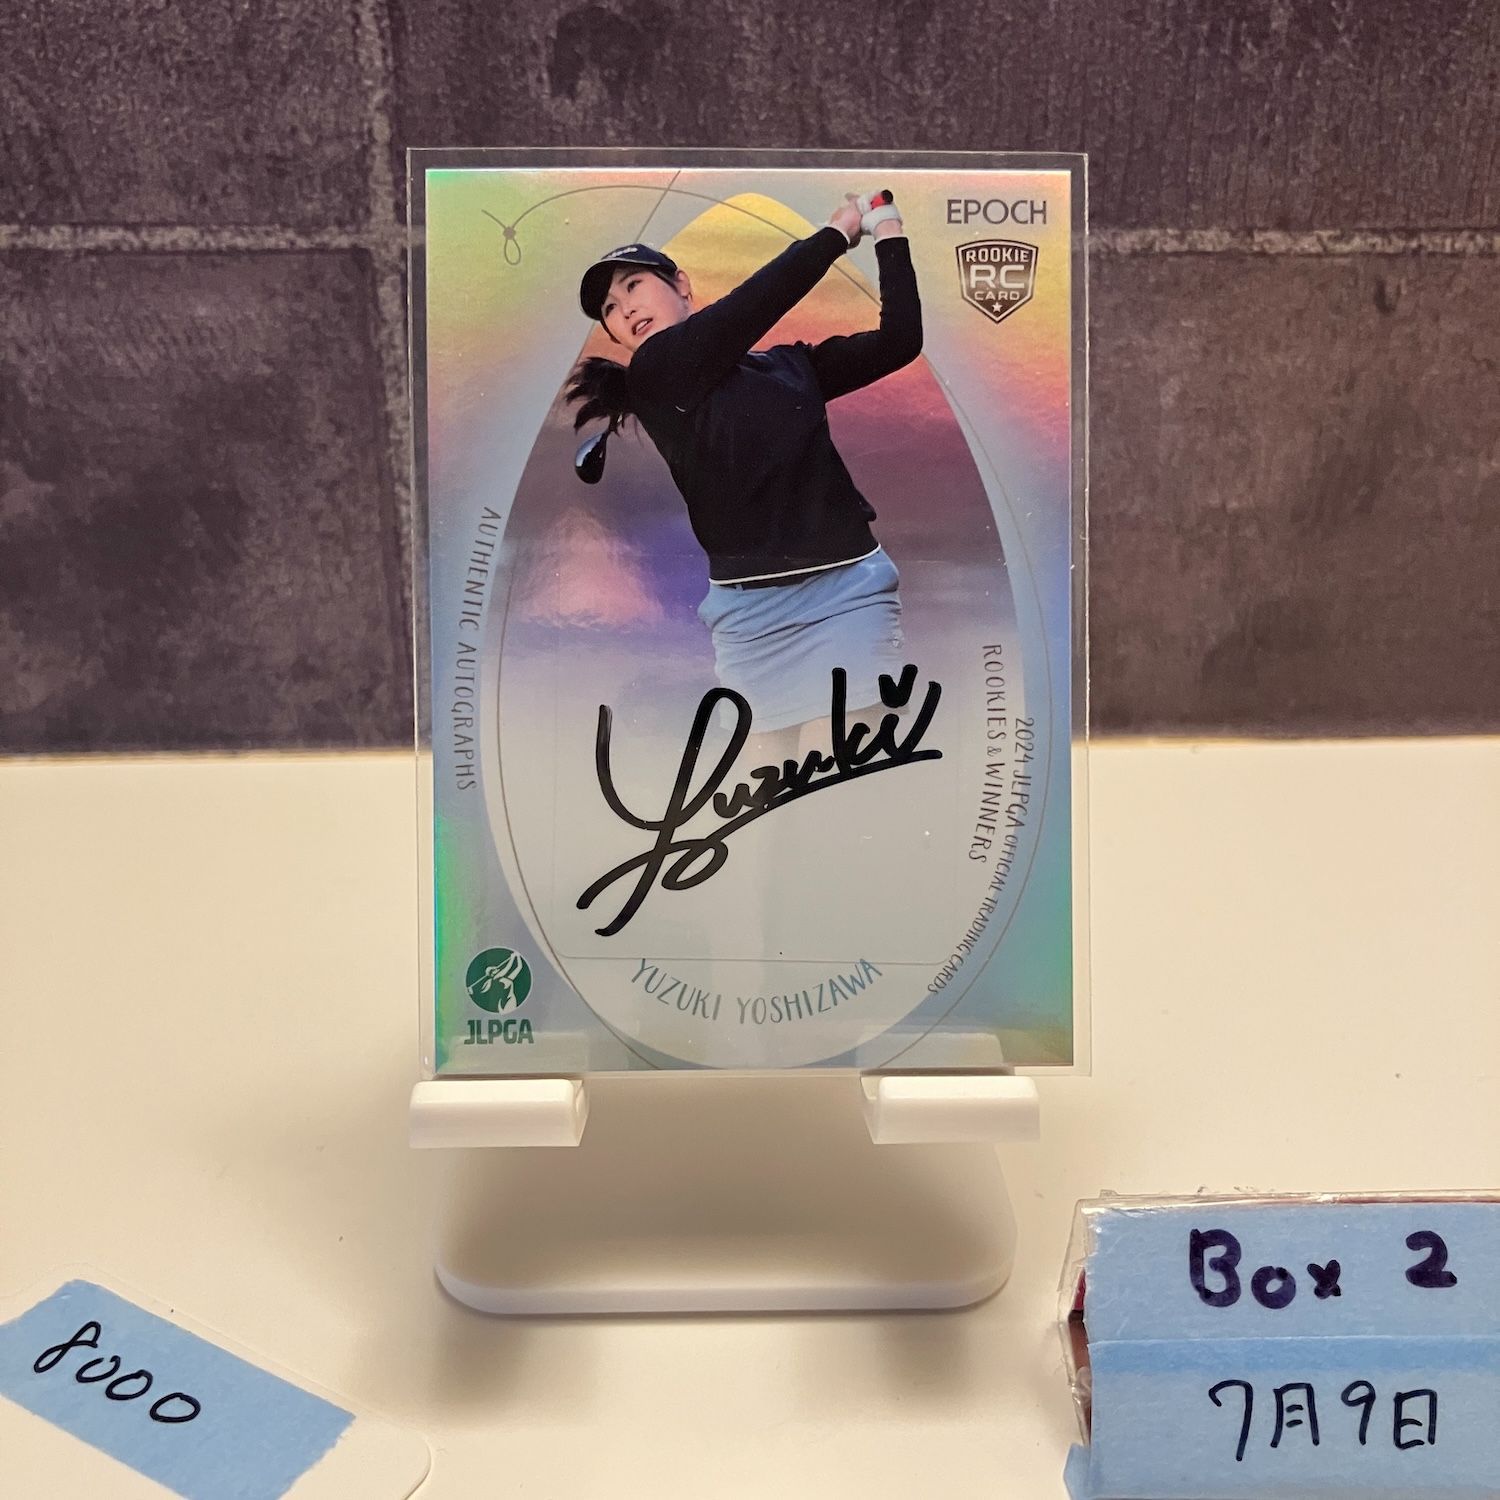 EPOCH
ROOKIE
RC
CARD
AUTHENTIC AUTOGRAPHS
2024 JLPGA OFFICIAL TRADING CARDS
ROOKIES & WINNERS
Yuzuki
YUZUKI YOSHIZAWA
JLPGA
8000
Box 2
7月9日